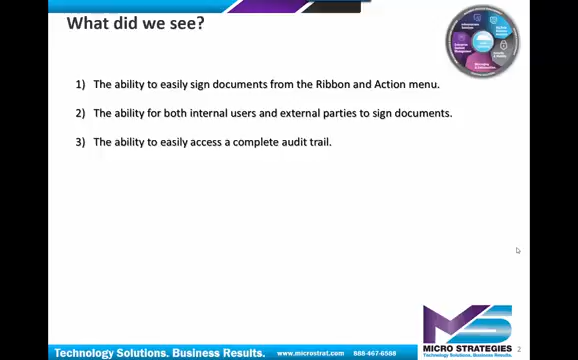 What did we see?
1) The ability to easily sign documents from the Ribbon and Action menu.
2) The ability for both internal users and external parties to sign documents.
3) The ability to easily access a complete audit trail.
MS
MICRO STRATEGIES
Technology Solutions. Business Results.
Technology Solutions. Business Results. www.microstrat.com 888-467-6588
2